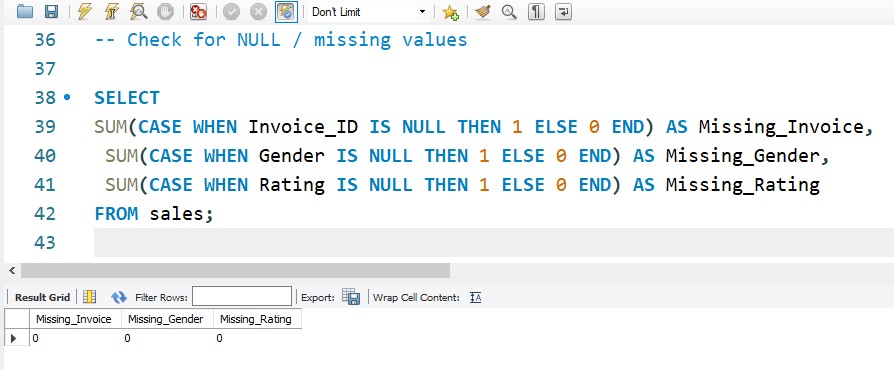 Don't Limit
36 -- Check for NULL / missing values
37
38 SELECT
39 SUM(CASE WHEN Invoice_ID IS NULL THEN 1 ELSE 0 END) AS Missing_Invoice,
40 SUM(CASE WHEN Gender IS NULL THEN 1 ELSE 0 END) AS Missing_Gender,
41 SUM(CASE WHEN Rating IS NULL THEN 1 ELSE 0 END) AS Missing_Rating
42 FROM sales;
43
Result Grid Filter Rows: Export: Wrap Cell Content:
Missing_Invoice Missing_Gender Missing_Rating
0 0 0